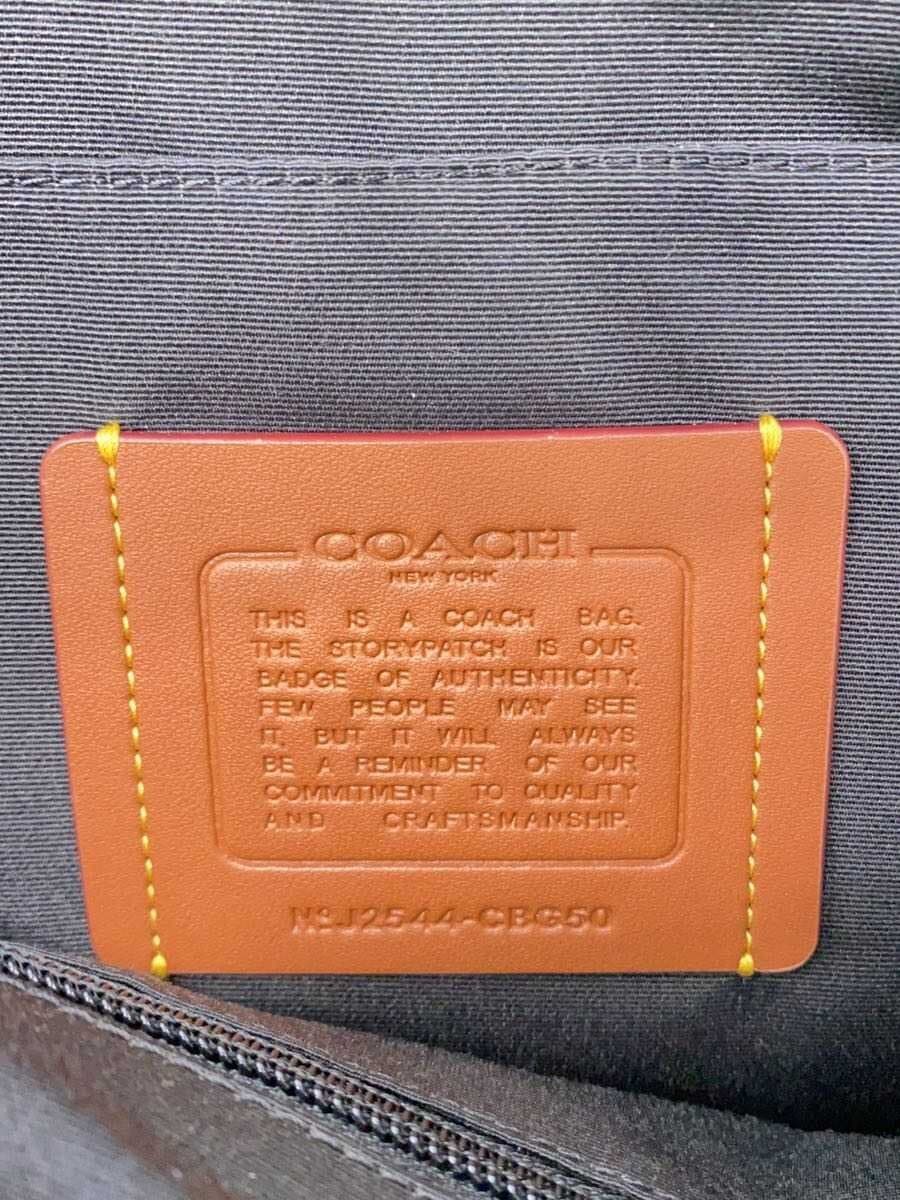 COACH
NEW YORK
THIS IS A COACH BAG.
THE STORYPATCH IS OUR
BADGE OF AUTHENTICITY.
FEW PEOPLE MAY SEE
IT, BUT IT WILL ALWAYS
BE A REMINDER OF OUR
COMMITMENT TO QUALITY
AND CRAFTSMANSHIP.
Nº.J2544-CBG50